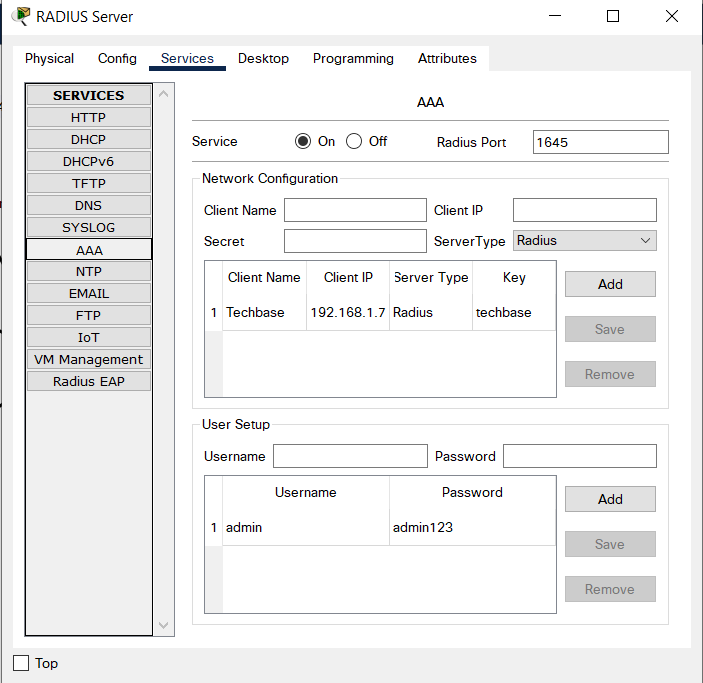 RADIUS Server
Physical Config Services Desktop Programming Attributes
SERVICES
HTTP
DHCP
DHCPv6
TFTP
DNS
SYSLOG
AAA
NTP
EMAIL
FTP
IoT
VM Management
Radius EAP
AAA
Service On Off Radius Port 1645
Network Configuration
Client Name Client IP
Secret ServerType Radius
Client Name Client IP Server Type Key
1 Techbase 192.168.1.7 Radius techbase
Add
Save
Remove
User Setup
Username Password
Username Password
1 admin admin123
Add
Save
Remove
Top